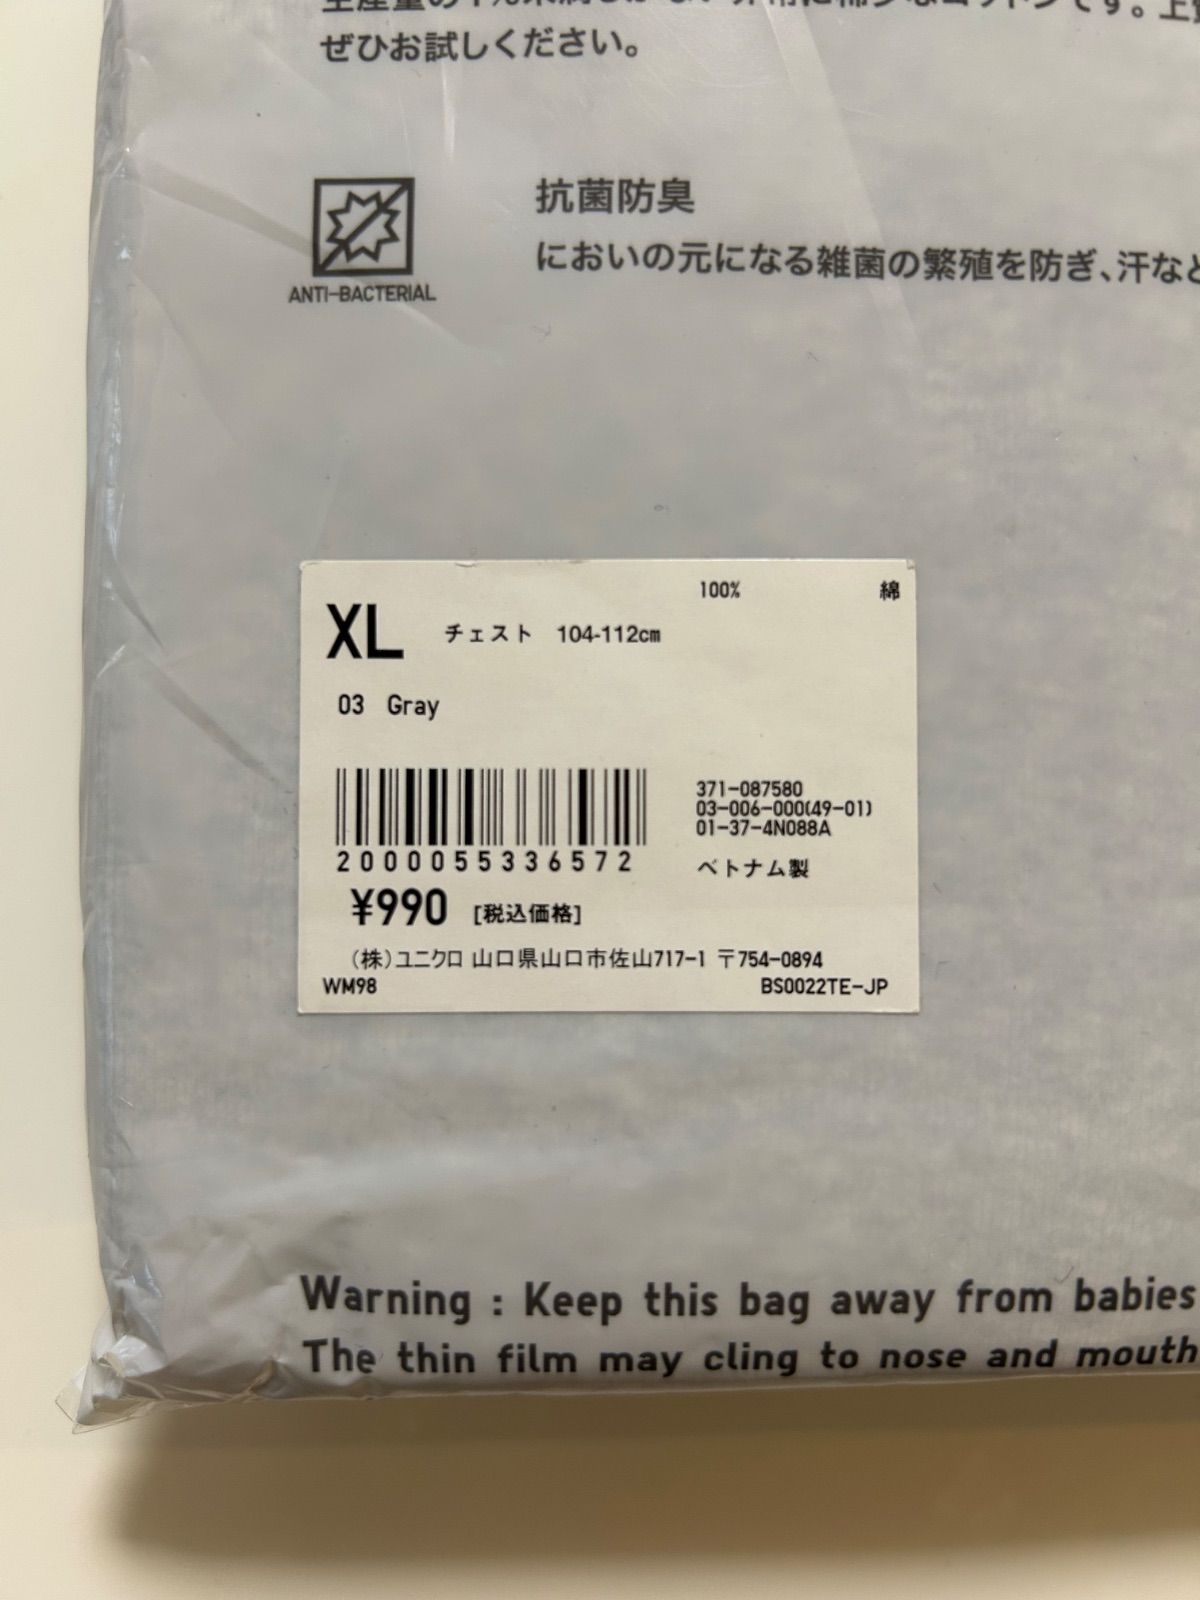 ぜひお試しください。
抗菌防臭
においの元になる雑菌の繁殖を防ぎ、汗など
ANTI-BACTERIAL
100% 綿
XL チェスト 104-112cm
03 Gray
371-087580
03-006-000(49-01)
01-37-4N088A
2000055336572
ベトナム製
¥990 [税込価格]
(株)ユニクロ 山口県山口市佐山717-1 〒754-0894
WM98 BS0022TE-JP
Warning : Keep this bag away from babies
The thin film may cling to nose and mouth